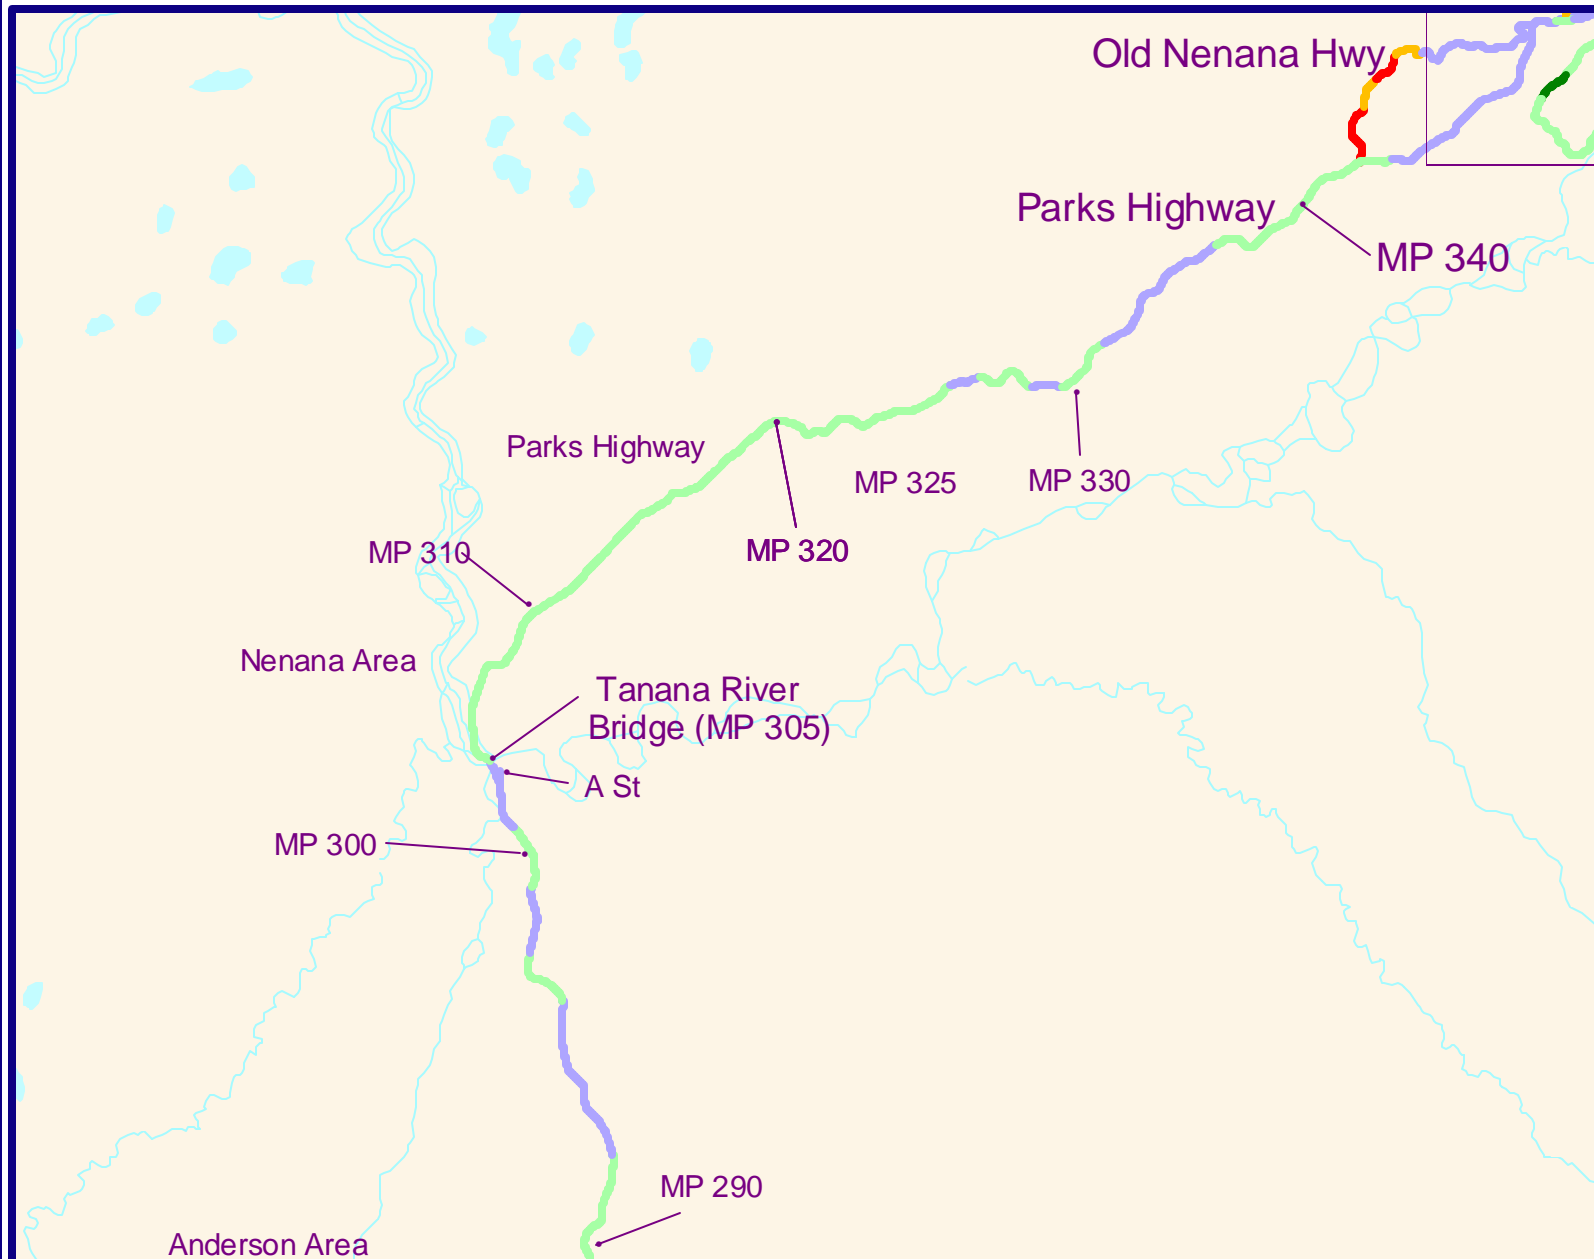 Old Nenana Hwy
Parks Highway
MP 340
Parks Highway
MP 325
MP 330
MP 320
MP 310
Nenana Area
Tanana River
Bridge (MP 305)
A St
MP 300
MP 290
Anderson Area